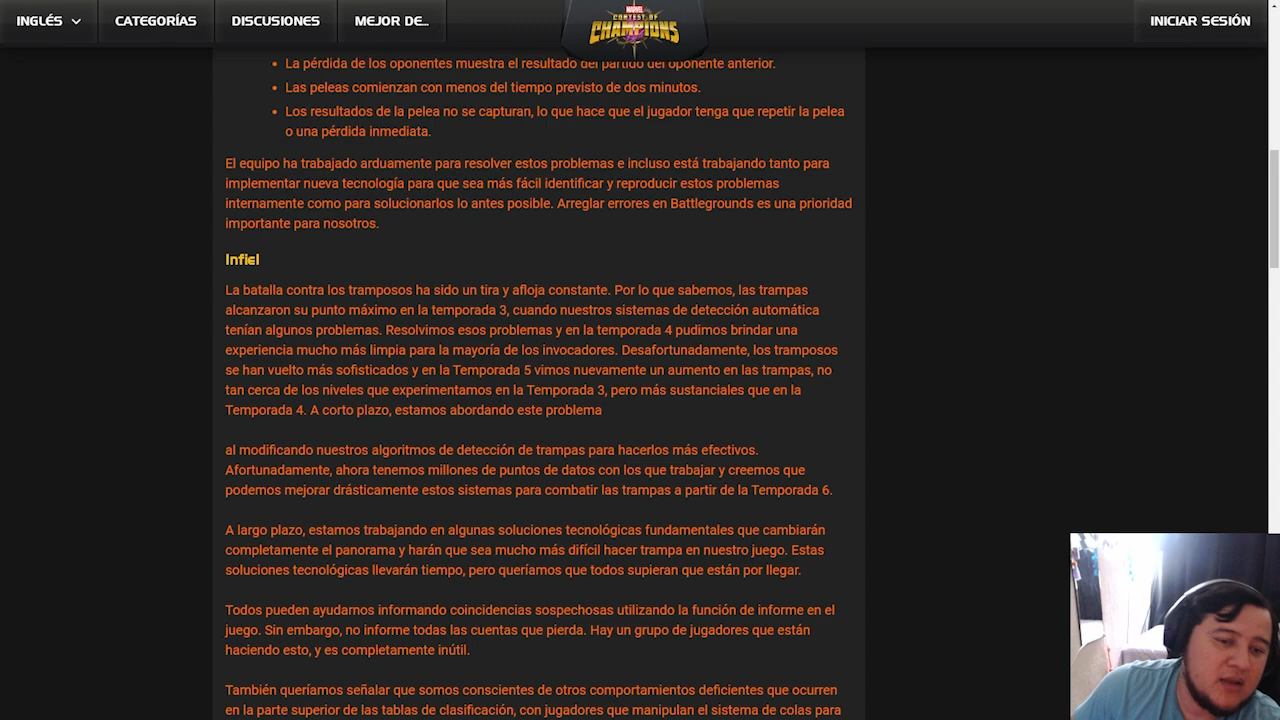 INGLÉS
CATEGORÍAS
DISCUSIONES
MEJOR DE...
MARVEL
CONTEST OF
CHAMPIONS
INICIAR SESIÓN
• La pérdida de los oponentes muestra el resultado del partido del oponente anterior.
• Las peleas comienzan con menos del tiempo previsto de dos minutos.
• Los resultados de la pelea no se capturan, lo que hace que el jugador tenga que repetir la pelea
o una pérdida inmediata.
El equipo ha trabajado arduamente para resolver estos problemas e incluso está trabajando tanto para
implementar nueva tecnología para que sea más fácil identificar y reproducir estos problemas
internamente como para solucionarlos lo antes posible. Arreglar errores en Battlegrounds es una prioridad
importante para nosotros.
Infiel
La batalla contra los tramposos ha sido un tira y afloja constante. Por lo que sabemos, las trampas
alcanzaron su punto máximo en la temporada 3, cuando nuestros sistemas de detección automática
tenían algunos problemas. Resolvimos esos problemas y en la temporada 4 pudimos brindar una
experiencia mucho más limpia para la mayoría de los invocadores. Desafortunadamente, los tramposos
se han vuelto más sofisticados y en la Temporada 5 vimos nuevamente un aumento en las trampas, no
tan cerca de los niveles que experimentamos en la Temporada 3, pero más sustanciales que en la
Temporada 4. A corto plazo, estamos abordando este problema
al modificando nuestros algoritmos de detección de trampas para hacerlos más efectivos.
Afortunadamente, ahora tenemos millones de puntos de datos con los que trabajar y creemos que
podemos mejorar drásticamente estos sistemas para combatir las trampas a partir de la Temporada 6.
A largo plazo, estamos trabajando en algunas soluciones tecnológicas fundamentales que cambiarán
completamente el panorama y harán que sea mucho más difícil hacer trampa en nuestro juego. Estas
soluciones tecnológicas llevarán tiempo, pero queríamos que todos supieran que están por llegar.
Todos pueden ayudarnos informando coincidencias sospechosas utilizando la función de informe en el
juego. Sin embargo, no informe todas las cuentas que pierda. Hay un grupo de jugadores que están
haciendo esto, y es completamente inútil.
También queríamos señalar que somos conscientes de otros comportamientos deficientes que ocurren
en la parte superior de las tablas de clasificación, con jugadores que manipulan el sistema de colas para